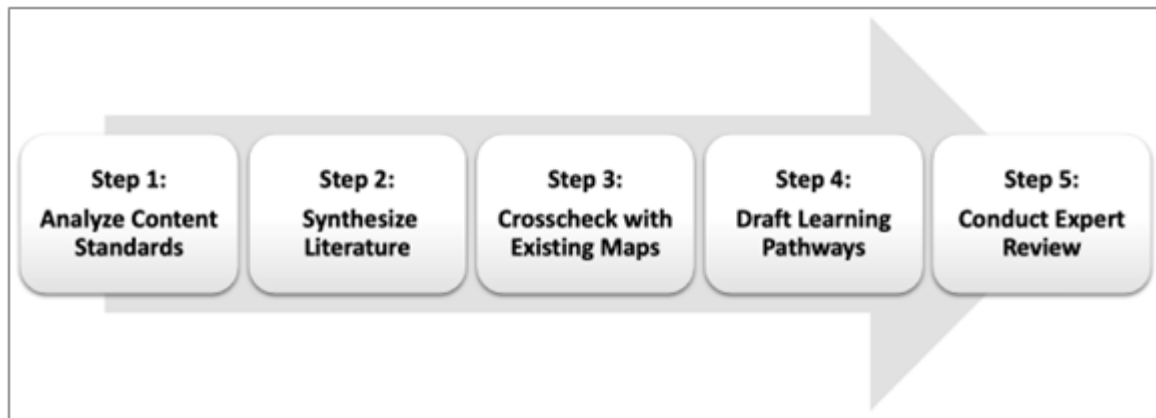 Step 1:
Analyze Content
Standards
Step 2:
Synthesize
Literature
Step 3:
Crosscheck with
Existing Maps
Step 4:
Draft Learning
Pathways
Step 5:
Conduct Expert
Review